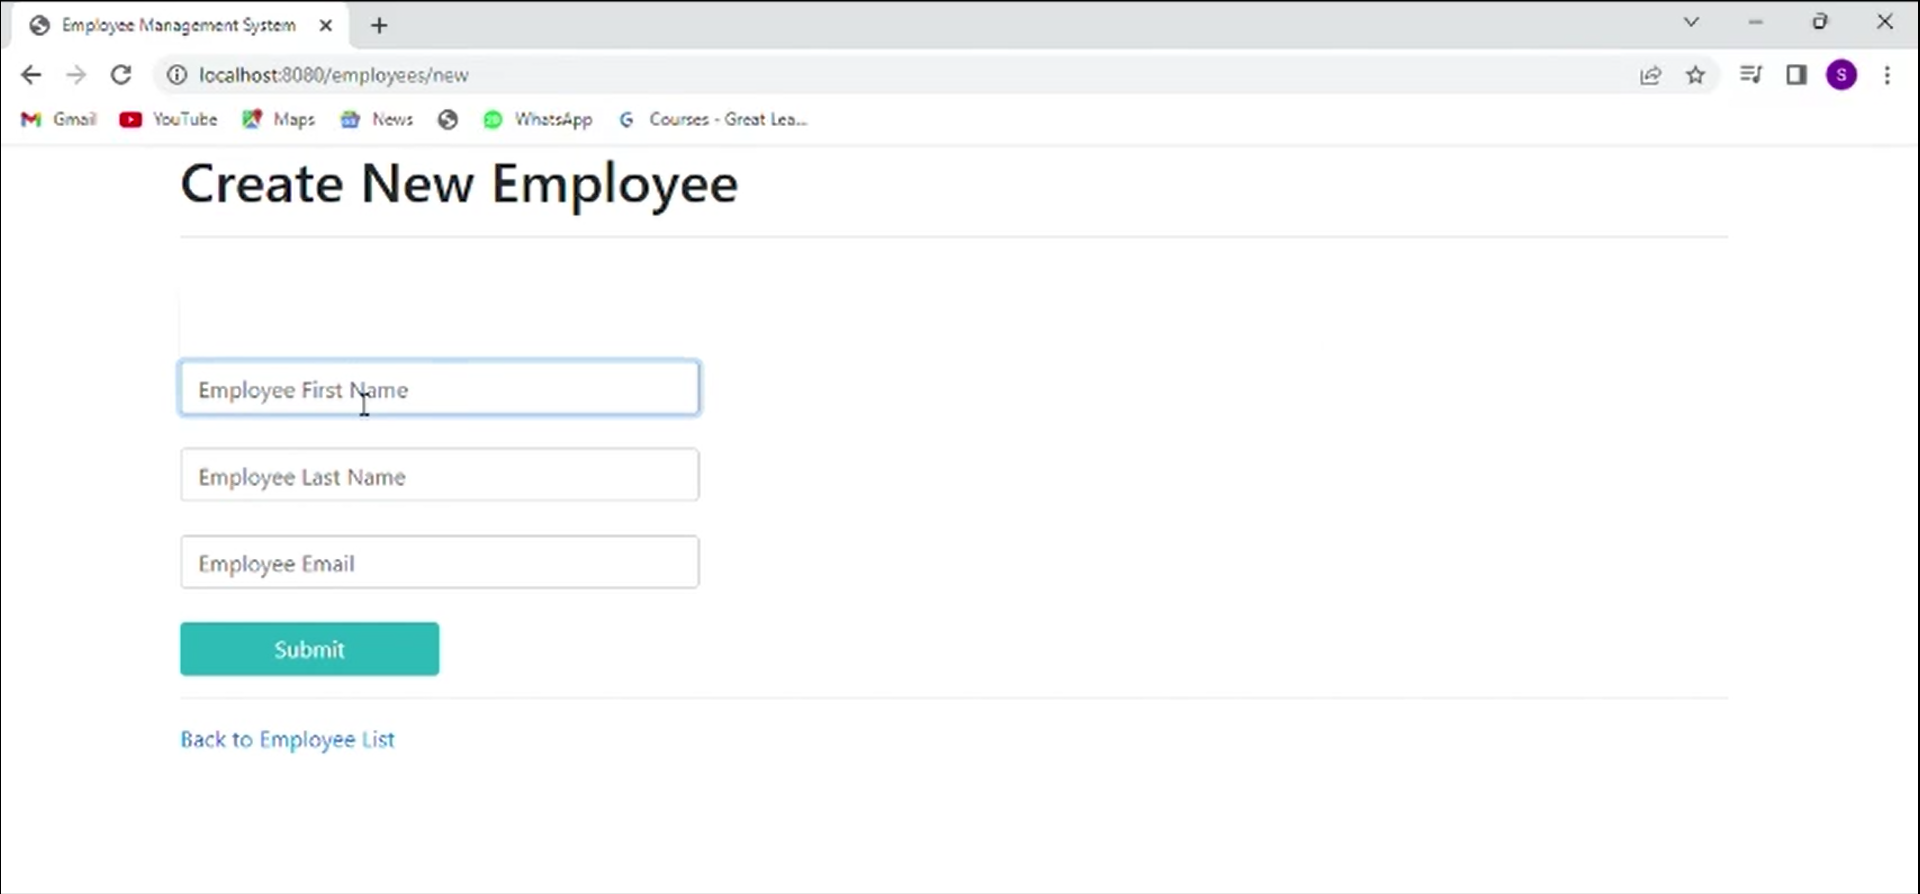 Employee Management System
localhost:8080/employees/new
S
Gmail YouTube Maps News WhatsApp Courses - Great Lea...
Create New Employee
Employee First Name
Employee Last Name
Employee Email
Submit
Back to Employee List